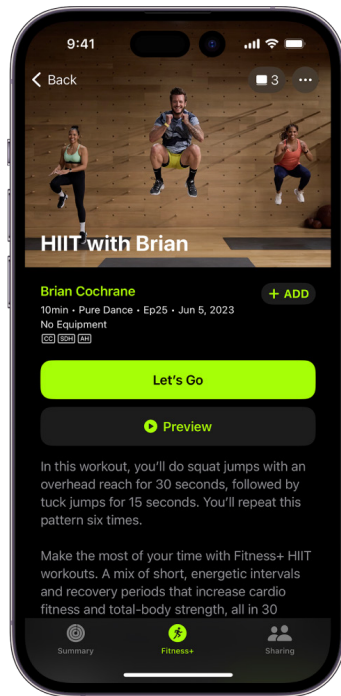 9:41
Back
3
HIIT with Brian
Brian Cochrane
+ ADD
10min • Pure Dance • Ep25 • Jun 5, 2023
No Equipment
CC SDH AH
Let's Go
Preview
In this workout, you'll do squat jumps with an
overhead reach for 30 seconds, followed by
tuck jumps for 15 seconds. You'll repeat this
pattern six times.
Make the most of your time with Fitness+ HIIT
workouts. A mix of short, energetic intervals
and recovery periods that increase cardio
fitness and total-body strength, all in 30
Summary
Fitness+
Sharing